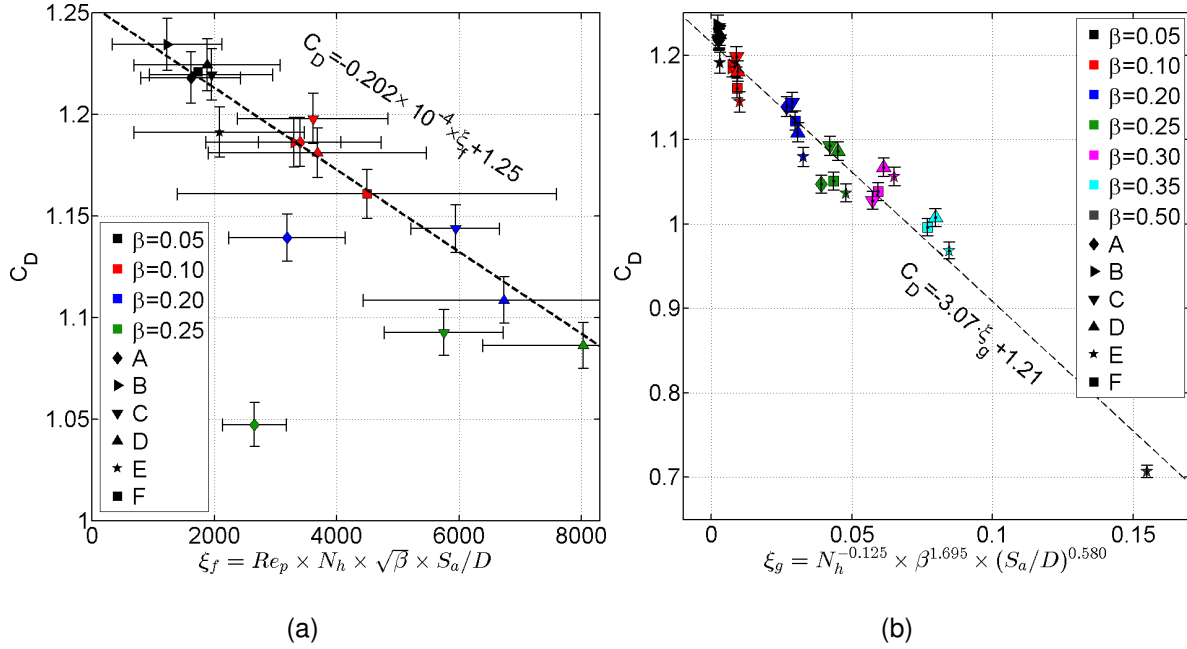 1.25
1.2
1.15
1.1
1.05
1
C_D
0
2000
4000
6000
8000
C_D=-0.202×10^-4×ξ_f+1.25
β=0.05
β=0.10
β=0.20
β=0.25
A
B
C
D
E
F
ξ_f = Re_p × N_h × √β × S_a/D
(a)
1.2
1.1
1
0.9
0.8
0.7
C_D
0
0.05
0.1
0.15
C_D=-3.07·ξ_g+1.21
β=0.05
β=0.10
β=0.20
β=0.25
β=0.30
β=0.35
β=0.50
A
B
C
D
E
F
ξ_g = N_h^-0.125 × β^1.695 × (S_a/D)^0.580
(b)